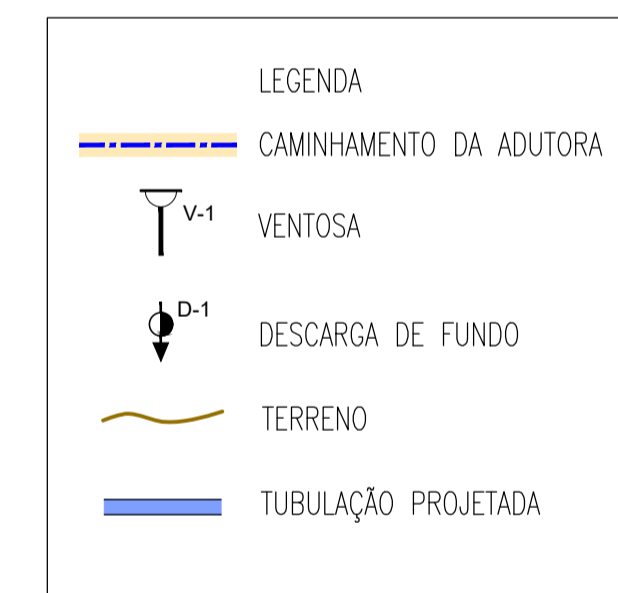 LEGENDA
CAMINHAMENTO DA ADUTORA
V-1
VENTOSA
D-1
DESCARGA DE FUNDO
TERRENO
TUBULAÇÃO PROJETADA